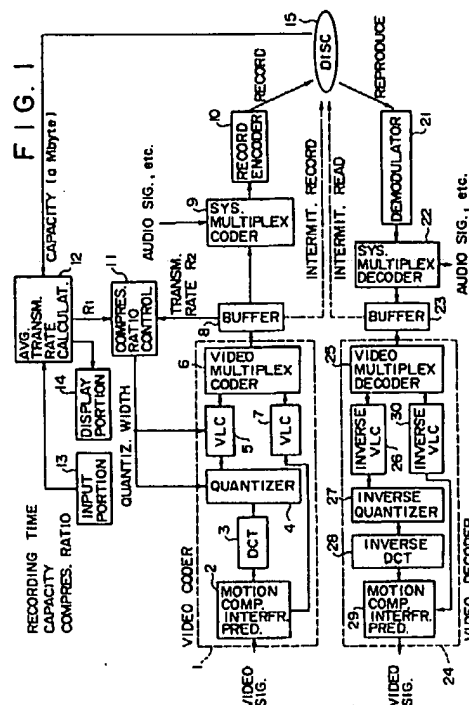 FIG. 1
RECORDING TIME
CAPACITY
COMPRES. RATIO
13
INPUT PORTION
14
DISPLAY PORTION
12
AVG. TRANSM. RATE CALCULAT.
CAPACITY (a Mbyte)
R1
11
COMPRES. RATIO CONTROL
QUANTIZ. WIDTH
TRANSM. RATE R2
AUDIO SIG., etc.
VIDEO CODER
1
VIDEO SIG.
2
MOTION COMP. INTERFR. PRED.
3
DCT
4
QUANTIZER
5
VLC
7
VLC
6
VIDEO MULTIPLEX CODER
8
BUFFER
9
SYS. MULTIPLEX CODER
10
RECORD ENCODER
RECORD
15
DISC
INTERMIT. RECORD
INTERMIT. READ
REPRODUCE
21
DEMODULATOR
22
SYS. MULTIPLEX DECODER
AUDIO SIG., etc.
23
BUFFER
25
VIDEO MULTIPLEX DECODER
26
INVERSE VLC
30
INVERSE VLC
27
INVERSE QUANTIZER
28
INVERSE DCT
29
MOTION COMP. INTERFR. PRED.
24
VIDEO DECODER
VIDEO SIG.